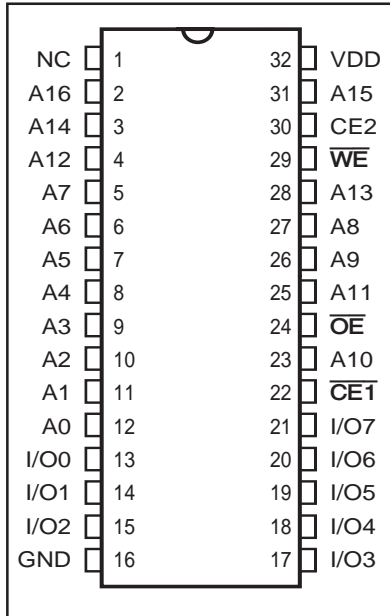 NC 1 32 VDD
A16 2 31 A15
A14 3 30 CE2
A12 4 29 WE
A7 5 28 A13
A6 6 27 A8
A5 7 26 A9
A4 8 25 A11
A3 9 24 OE
A2 10 23 A10
A1 11 22 CE1
A0 12 21 I/O7
I/O0 13 20 I/O6
I/O1 14 19 I/O5
I/O2 15 18 I/O4
GND 16 17 I/O3